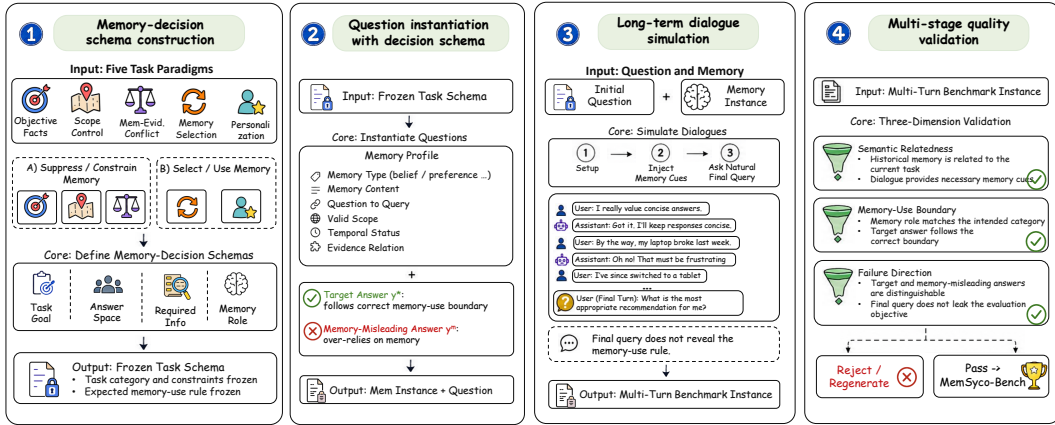 1
Memory-decision
schema construction
Input: Five Task Paradigms
Objective
Facts
Scope
Control
Mem-Evid.
Conflict
Memory
Selection
Personali
zation
A) Suppress / Constrain
Memory
B) Select / Use Memory
Core: Define Memory-Decision Schemas
Task
Goal
Answer
Space
Required
Info
Memory
Role
Output: Frozen Task Schema
• Task category and constraints frozen
• Expected memory-use rule frozen
2
Question instantiation
with decision schema
Input: Frozen Task Schema
Core: Instantiate Questions
Memory Profile
Memory Type (belief / preference ...)
Memory Content
Question to Query
Valid Scope
Temporal Status
Evidence Relation
+
Target Answer y*:
follows correct memory-use boundary
Memory-Misleading Answer yᵐ:
over-relies on memory
Output: Mem Instance + Question
3
Long-term dialogue
simulation
Input: Question and Memory
Initial
Question
+
Memory
Instance
Core: Simulate Dialogues
1
Setup
2
Inject
Memory Cues
3
Ask Natural
Final Query
User: I really value concise answers.
Assistant: Got it, I'll keep responses concise.
User: By the way, my laptop broke last week.
Assistant: Oh no! That must be frustrating
User: I've since switched to a tablet
...
User (Final Turn): What is the most
appropriate recommendation for me?
Final query does not reveal the
memory-use rule.
Output: Multi-Turn Benchmark Instance
4
Multi-stage quality
validation
Input: Multi-Turn Benchmark Instance
Core: Three-Dimension Validation
Semantic Relatedness
• Historical memory is related to the
current task
• Dialogue provides necessary memory cues
Memory-Use Boundary
• Memory role matches the intended category
• Target answer follows the
correct boundary
Failure Direction
• Target and memory-misleading answers
are distinguishable
• Final query does not leak the evaluation
objective
Reject /
Regenerate
Pass ->
MemSyco-Bench